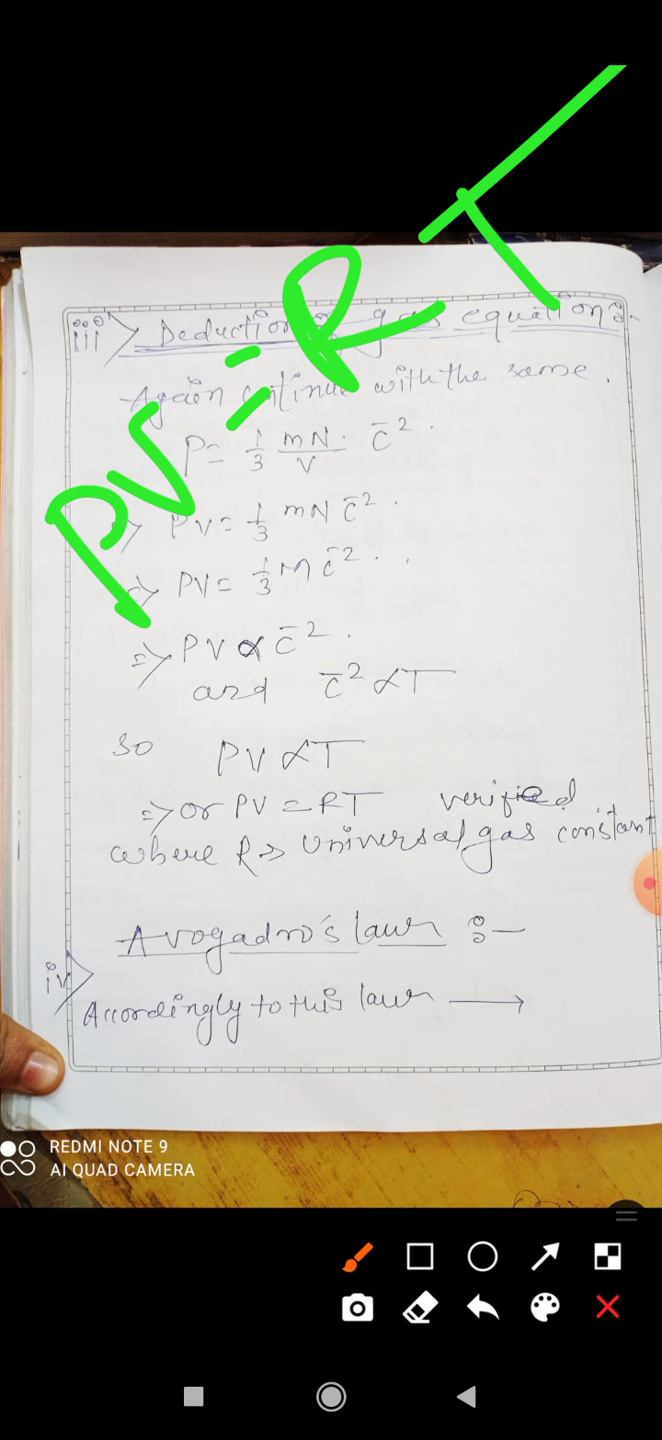 PV = RT
iii> Deduction of gas equation :-
Again continue with the same.
P = 1/3 mN/V . c̄².
=> PV = 1/3 mN c̄².
=> PV = 1/3 M c̄²..
=> PV ∝ c̄².
and c̄² ∝ T
so PV ∝ T
=> or PV = RT verified
where R => Universal gas constant
iv> Avogadro's law :-
Accordingly to this law →
REDMI NOTE 9
AI QUAD CAMERA